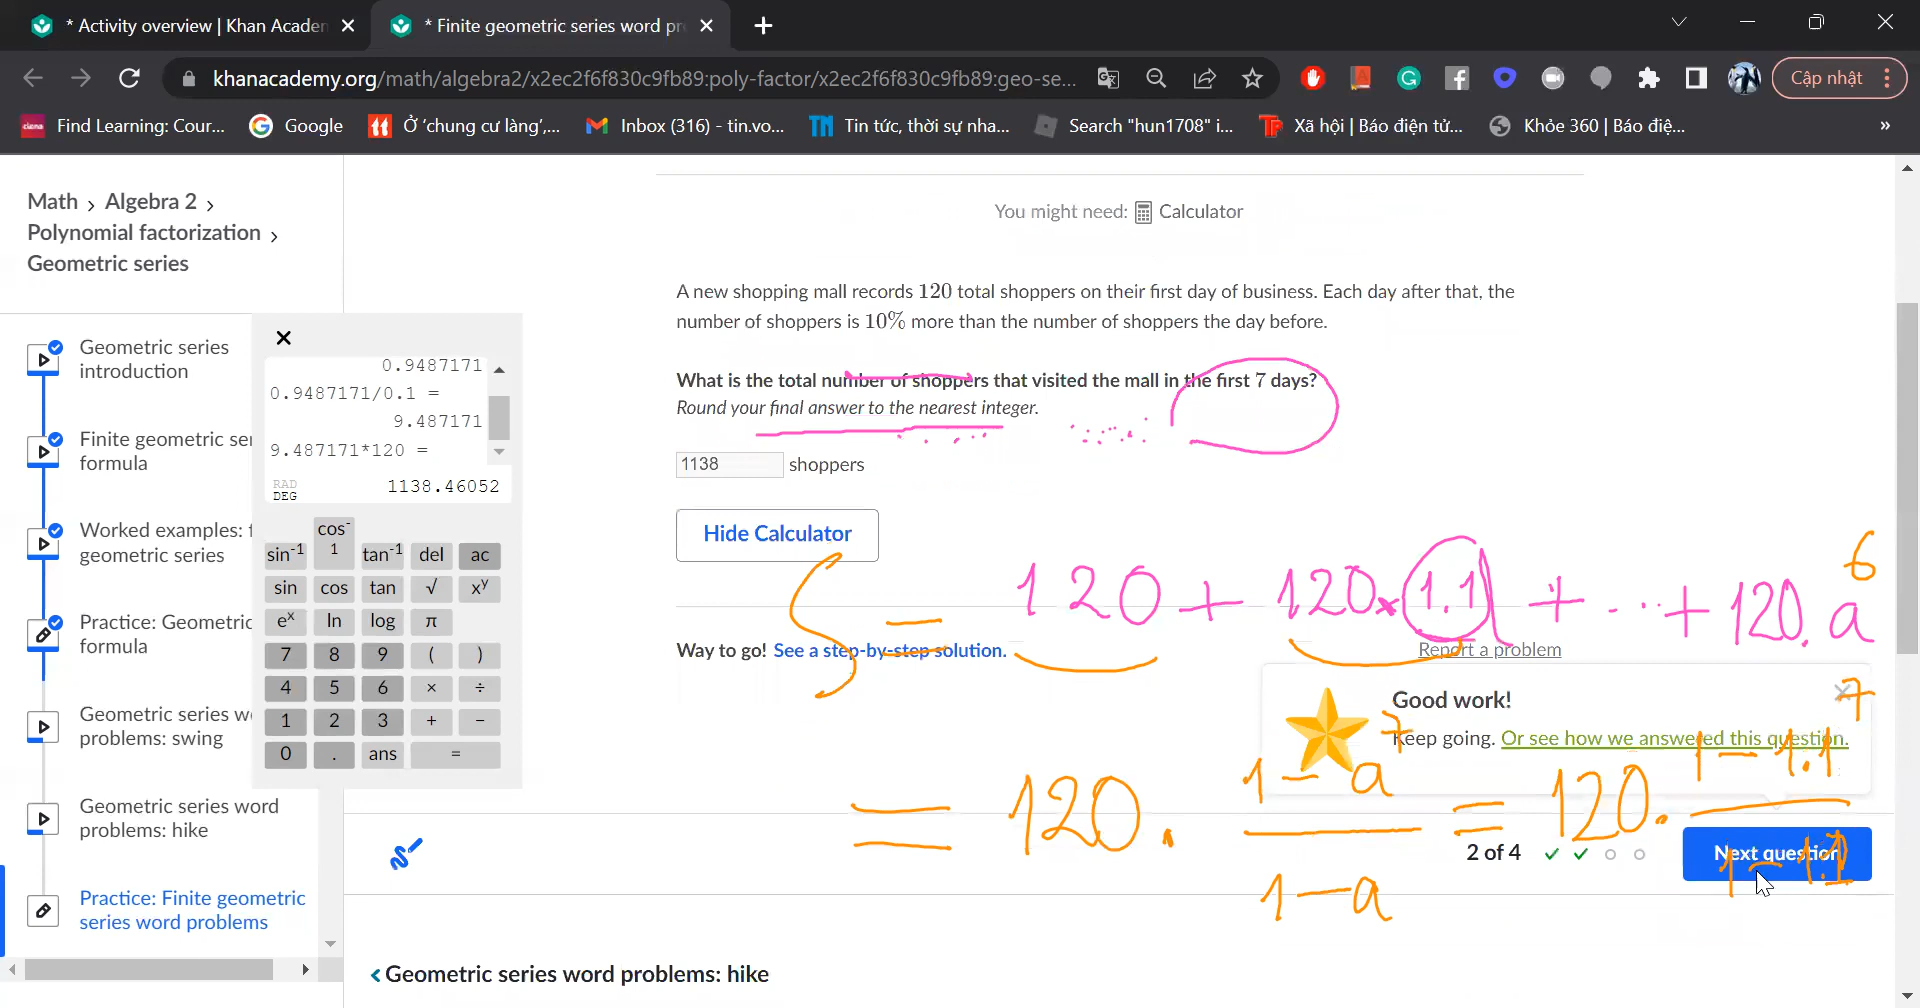 * Activity overview | Khan Acaden
* Finite geometric series word pr
khanacademy.org/math/algebra2/x2ec2f6f830c9fb89:poly-factor/x2ec2f6f830c9fb89:geo-se...
Cập nhật
ciena Find Learning: Cour...
Google
Ở 'chung cư làng',...
Inbox (316) - tin.vo...
Tin tức, thời sự nha...
Search "hun1708" i...
Xã hội | Báo điện tử...
Khỏe 360 | Báo điệ...
»
Math > Algebra 2 >
Polynomial factorization >
Geometric series
Geometric series
introduction
Finite geometric se
formula
Worked examples: f
geometric series
Practice: Geometric
formula
Geometric series w
problems: swing
Geometric series word
problems: hike
Practice: Finite geometric
series word problems
0.9487171
0.9487171/0.1 =
9.487171
9.487171*120 =
RAD
DEG
1138.46052
sin-1 cos-1 tan-1 del ac
sin cos tan √ xy
ex ln log π
7 8 9 ( )
4 5 6 × ÷
1 2 3 + −
0 . ans =
You might need: Calculator
A new shopping mall records 120 total shoppers on their first day of business. Each day after that, the
number of shoppers is 10% more than the number of shoppers the day before.
What is the total number of shoppers that visited the mall in the first 7 days?
Round your final answer to the nearest integer.
1138 shoppers
Hide Calculator
S = 120 + 120 × 1.1 + ... + 120.a^6
Way to go! See a step-by-step solution.
Report a problem
Good work!
Keep going. Or see how we answered this question.
= 120. 1 − a^7 = 120. 1 − 1.1^7
1 − a 1 − 1.1
2 of 4
Next question
< Geometric series word problems: hike